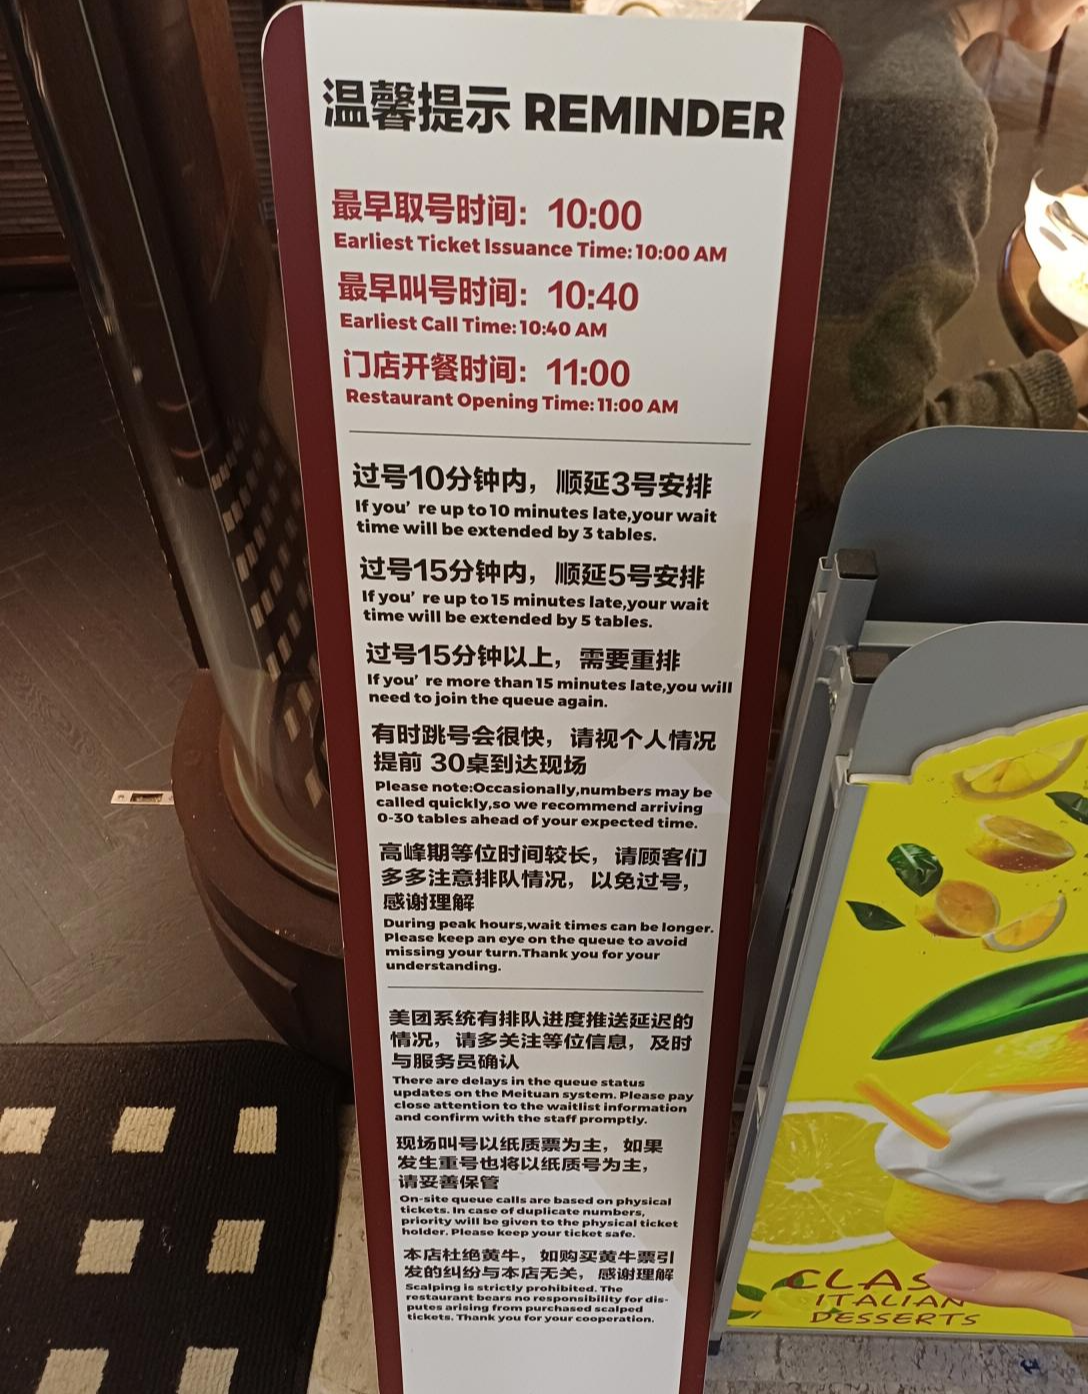 温馨提示 REMINDER
最早取号时间：10:00
Earliest Ticket Issuance Time:10:00 AM
最早叫号时间：10:40
Earliest Call Time:10:40 AM
门店开餐时间：11:00
Restaurant Opening Time:11:00 AM
过号10分钟内，顺延3号安排
If you’ re up to 10 minutes late,your wait
time will be extended by 3 tables.
过号15分钟内，顺延5号安排
If you’ re up to 15 minutes late,your wait
time will be extended by 5 tables.
过号15分钟以上，需要重排
If you’ re more than 15 minutes late,you will
need to join the queue again.
有时跳号会很快，请视个人情况
提前 30桌到达现场
Please note:Occasionally,numbers may be
called quickly,so we recommend arriving
0-30 tables ahead of your expected time.
高峰期等位时间较长，请顾客们
多多注意排队情况，以免过号，
感谢理解
During peak hours,wait times can be longer.
Please keep an eye on the queue to avoid
missing your turn.Thank you for your
understanding.
美团系统有排队进度推送延迟的
情况，请多关注等位信息，及时
与服务员确认
There are delays in the queue status
updates on the Meituan system. Please pay
close attention to the waitlist information
and confirm with the staff promptly.
现场叫号以纸质票为主，如果
发生重号也将以纸质号为主，
请妥善保管
On-site queue calls are based on physical
tickets. In case of duplicate numbers,
priority will be given to the physical ticket
holder. Please keep your ticket safe.
本店杜绝黄牛，如购买黄牛票引
发的纠纷与本店无关，感谢理解
Scalping is strictly prohibited. The
restaurant bears no responsibility for dis-
putes arising from purchased scalped
tickets. Thank you for your cooperation.
ITALIAN
DESSERTS